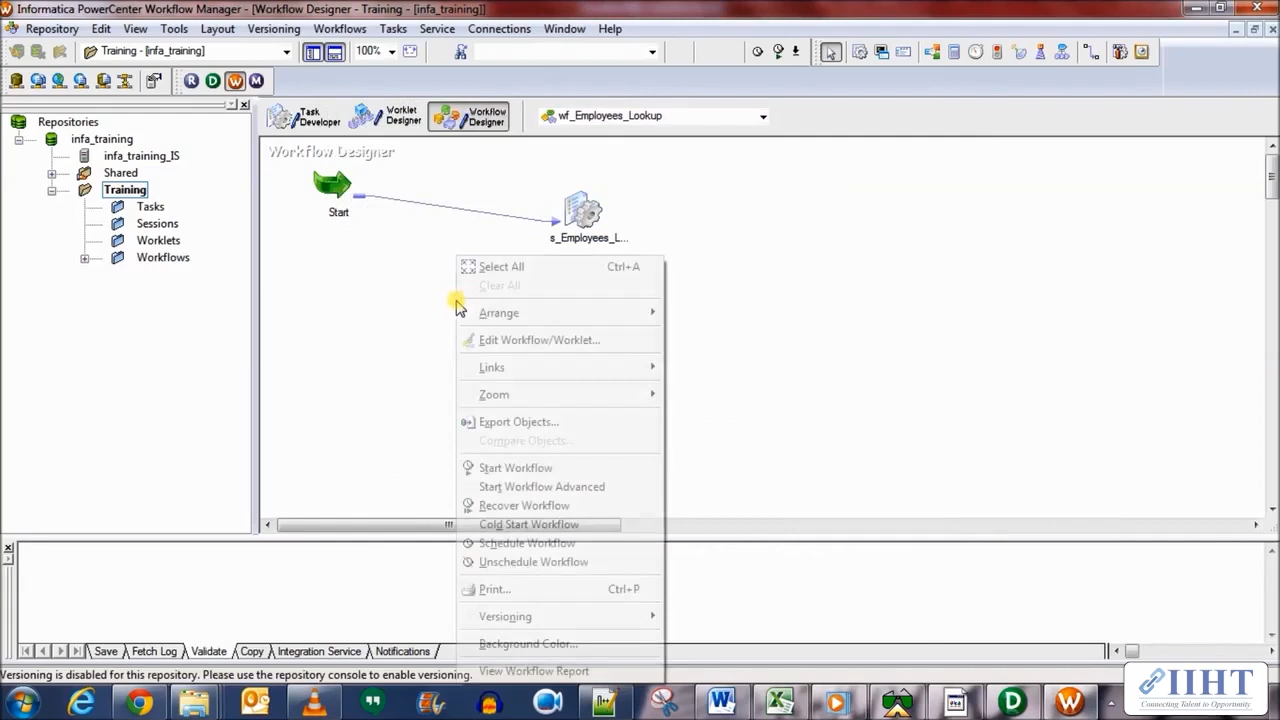 Informatica PowerCenter Workflow Manager - [Workflow Designer - Training - [infa_training]]
Repository Edit View Tools Layout Versioning Workflows Tasks Service Connections Window Help
Training - [infa_training]
100%
R D W M
Repositories
infa_training
infa_training_IS
Shared
Training
Tasks
Sessions
Worklets
Workflows
Task Developer
Worklet Designer
Workflow Designer
wf_Employees_Lookup
Workflow Designer
Start
s_Employees_L...
Select All Ctrl+A
Clear All
Arrange
Edit Workflow/Worklet...
Links
Zoom
Export Objects...
Compare Objects...
Start Workflow
Start Workflow Advanced
Recover Workflow
Cold Start Workflow
Schedule Workflow
Unschedule Workflow
Print... Ctrl+P
Versioning
Background Color...
View Workflow Report
Save Fetch Log Validate Copy Integration Service Notifications
Versioning is disabled for this repository. Please use the repository console to enable versioning.
IIHT
Connecting Talent to Opportunity